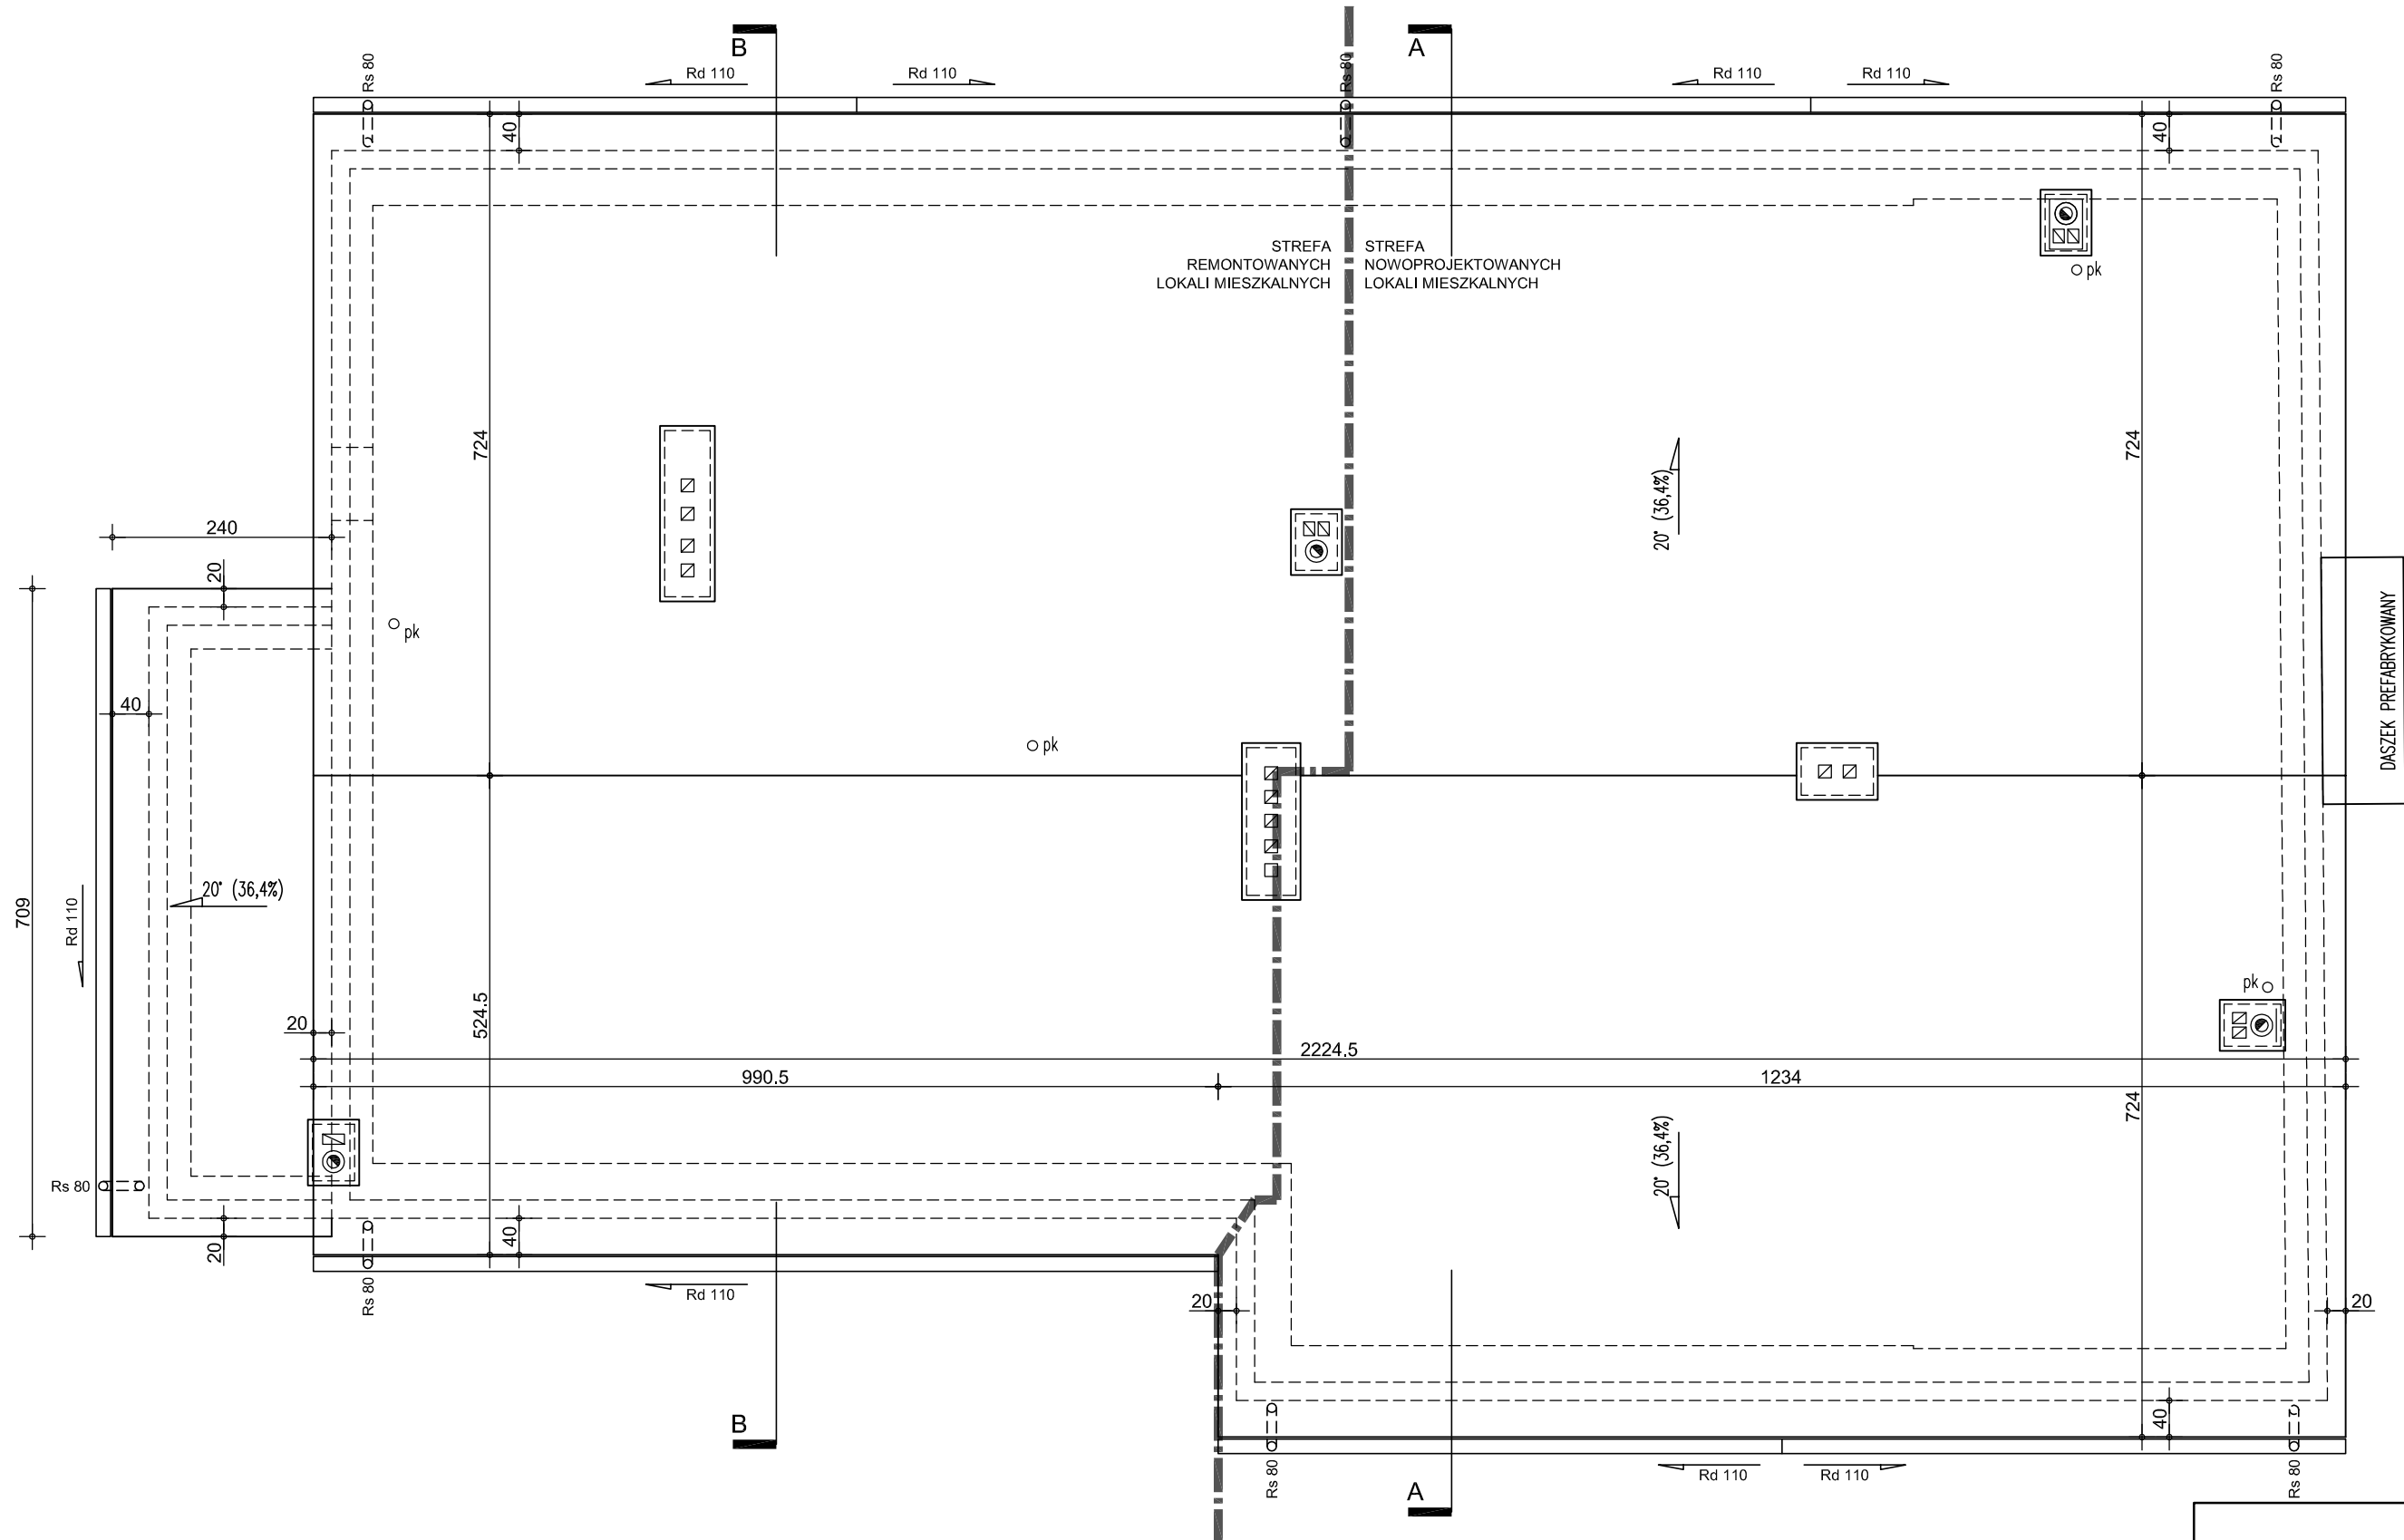 B
A
Rs 80
Rs 80
Rs 80
Rd 110
Rd 110
Rd 110
Rd 110
40
40
STREFA
REMONTOWANYCH
LOKALI MIESZKALNYCH
STREFA
NOWOPROJEKTOWANYCH
LOKALI MIESZKALNYCH
pk
724
724
20° (36,4%)
240
20
DASZEK PREFABRYKOWANY
pk
40
pk
709
Rd 110
20° (36,4%)
524.5
20
pk
2224.5
990.5
1234
724
20° (36,4%)
Rs 80
20
40
Rs 80
Rd 110
20
20
40
Rs 80
Rd 110
Rd 110
Rs 80
B
A